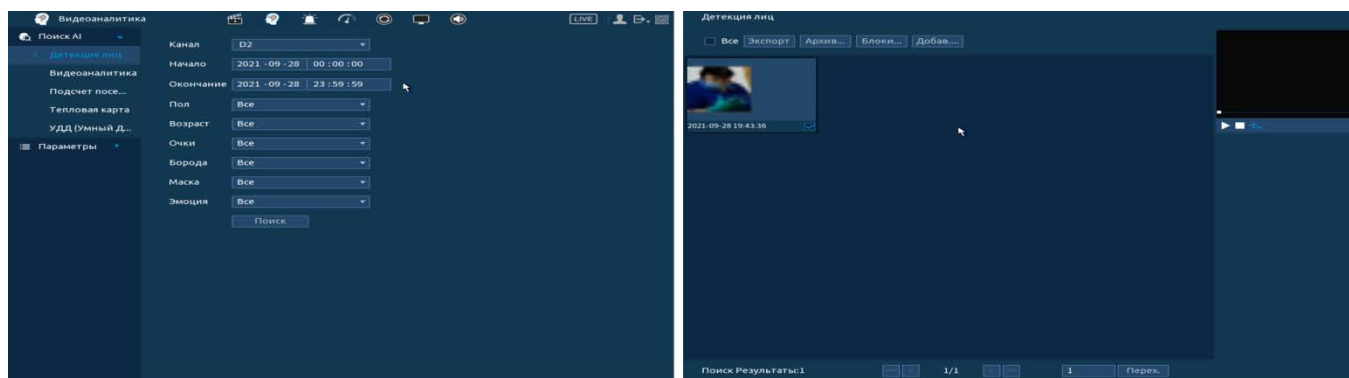 Видеоаналитика
LIVE
Поиск AI
Детекция лиц
Видеоаналитика
Подсчет посе...
Тепловая карта
УДД (Умный Д...
Параметры
Канал D2
Начало 2021 -09 -28 00 :00 :00
Окончание 2021 -09 -28 23 :59 :59
Пол Все
Возраст Все
Очки Все
Борода Все
Маска Все
Эмоция Все
Поиск
Детекция лиц
Все Экспорт Архив... Блоки... Добав....
2021-09-28 19:43:36
Поиск Результаты:1 1/1 1 Перех.